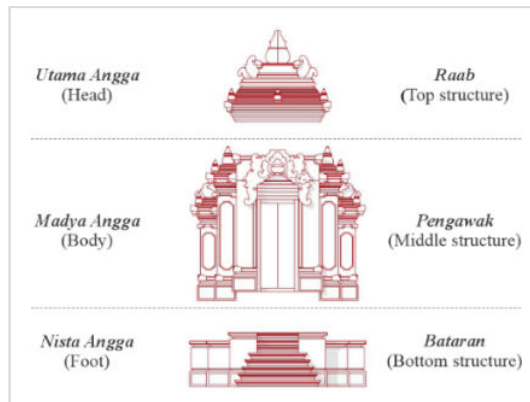 Utama Angga
(Head)
Raab
(Top structure)
Madya Angga
(Body)
Pengawak
(Middle structure)
Nista Angga
(Foot)
Bataran
(Bottom structure)